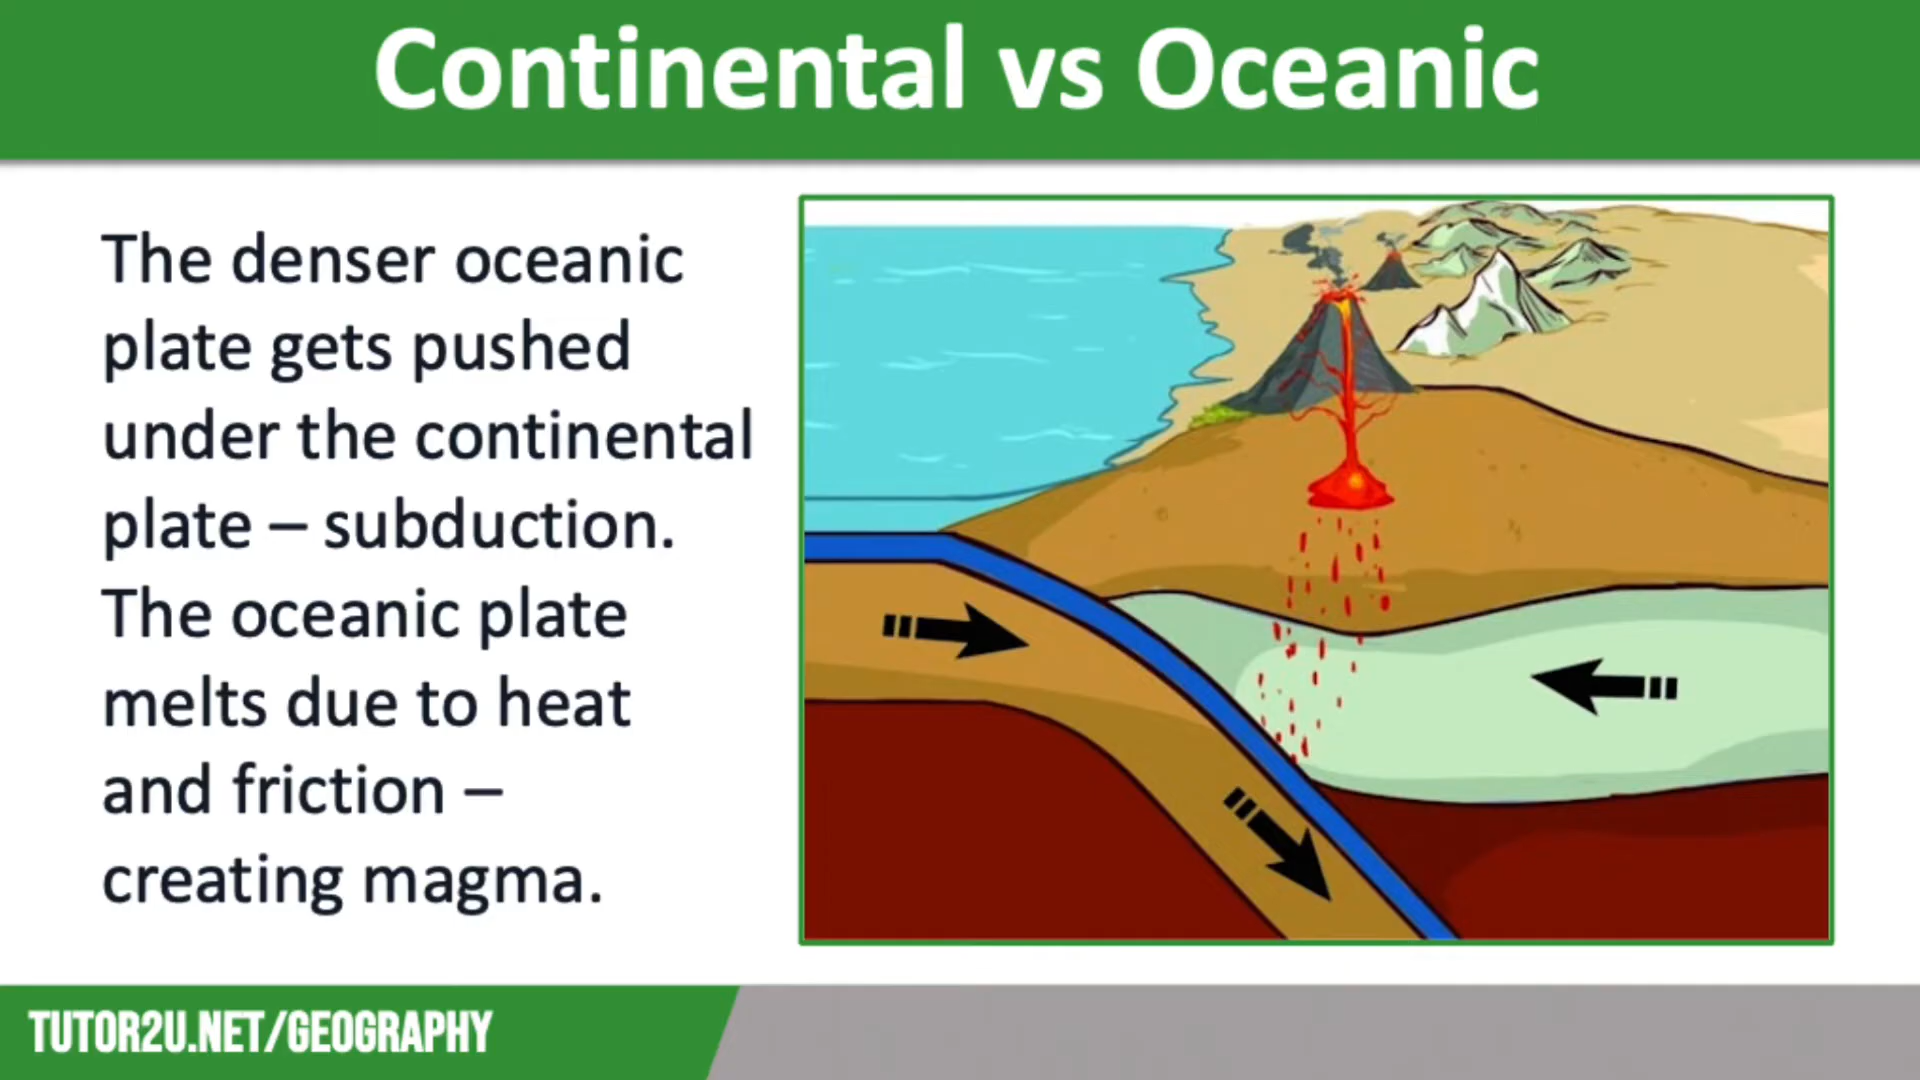 Continental vs Oceanic
The denser oceanic
plate gets pushed
under the continental
plate – subduction.
The oceanic plate
melts due to heat
and friction –
creating magma.
TUTOR2U.NET/GEOGRAPHY